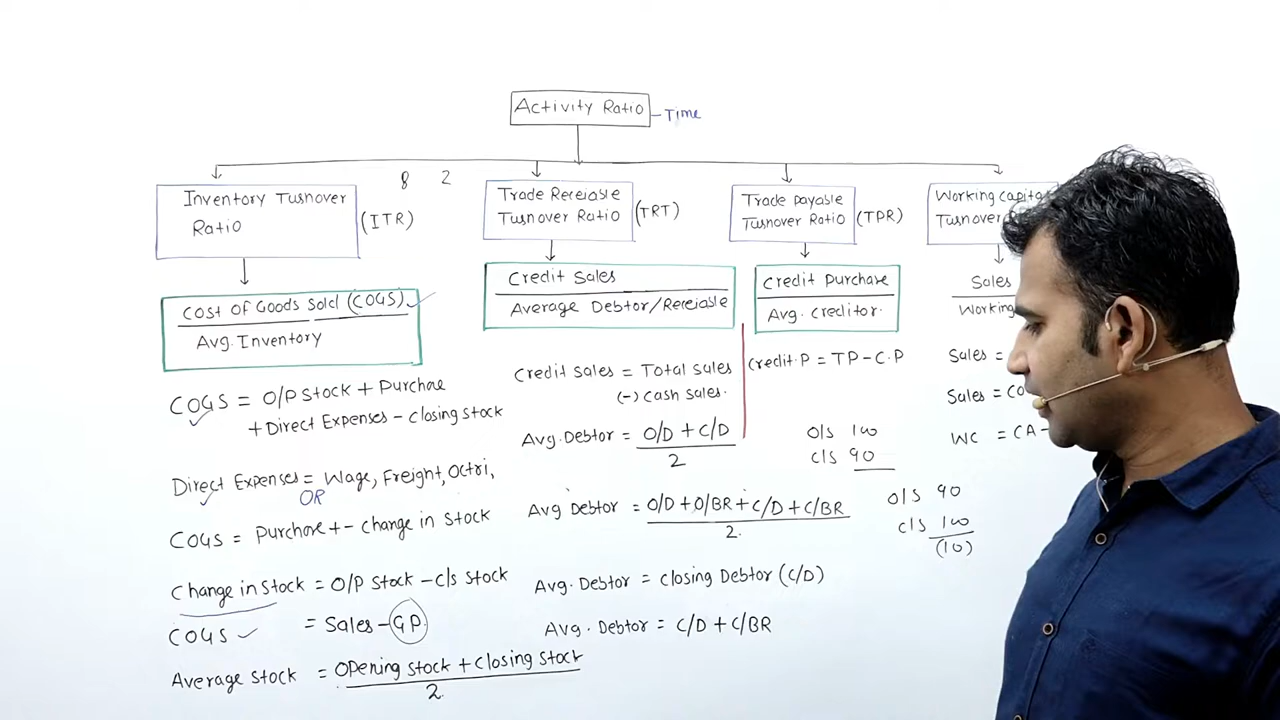 Activity Ratio
Time
Inventory Turnover
Ratio
(ITR)
8 2
Trade Receiable
Turnover Ratio
(TRT)
Trade payable
Turnover Ratio
(TPR)
Working capital
Turnover
Cost Of Goods Sold (COGS)
Avg. Inventory
Credit Sales
Average Debtor/Receiable
Credit purchase
Avg. creditor.
Sales
Working
COGS = O/P Stock + Purchase
+ Direct Expenses - closing stock
Direct Expenses = Wage, Freight, Octri,
OR
COGS = Purchase + - change in stock
Change in Stock = O/P stock - c/s stock
COGS = Sales - GP.
Average stock = Opening stock + closing stock
2.
Credit sales = Total sales
(-) cash sales.
Avg. Debtor = O/D + C/D
2
Avg Debtor = O/D + O/BR + C/D + C/BR
2.
Avg. Debtor = closing Debtor (C/D)
Avg. Debtor = C/D + C/BR
Credit.P = TP - C.P
O/S 100
C/S 90
O/S 90
C/S 100
(10)
Sales =
Sales = CO
WC = CA -